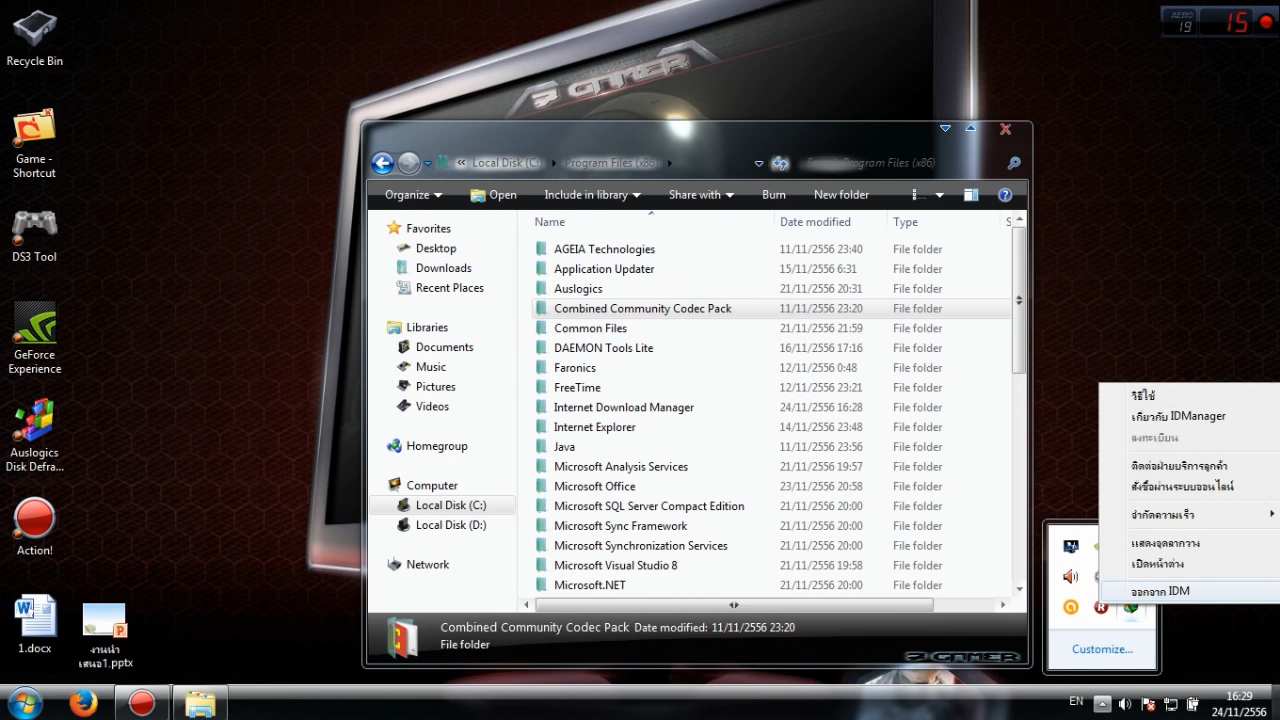 Recycle Bin
Game - Shortcut
DS3 Tool
GeForce Experience
Auslogics Disk Defra...
Action!
1.docx
งานนำเสนอ1.pptx
AERO
19
15
GAMER
« Local Disk (C:) Program Files (x86)
Search Program Files (x86)
Organize Open Include in library Share with Burn New folder
Name Date modified Type S
Favorites
Desktop
Downloads
Recent Places
Libraries
Documents
Music
Pictures
Videos
Homegroup
Computer
Local Disk (C:)
Local Disk (D:)
Network
AGEIA Technologies 11/11/2556 23:40 File folder
Application Updater 15/11/2556 6:31 File folder
Auslogics 21/11/2556 20:31 File folder
Combined Community Codec Pack 11/11/2556 23:20 File folder
Common Files 21/11/2556 21:59 File folder
DAEMON Tools Lite 16/11/2556 17:16 File folder
Faronics 12/11/2556 0:48 File folder
FreeTime 12/11/2556 23:21 File folder
Internet Download Manager 24/11/2556 16:28 File folder
Internet Explorer 14/11/2556 23:48 File folder
Java 11/11/2556 23:56 File folder
Microsoft Analysis Services 21/11/2556 19:57 File folder
Microsoft Office 23/11/2556 20:58 File folder
Microsoft SQL Server Compact Edition 21/11/2556 20:00 File folder
Microsoft Sync Framework 21/11/2556 20:00 File folder
Microsoft Synchronization Services 21/11/2556 20:00 File folder
Microsoft Visual Studio 8 21/11/2556 19:58 File folder
Microsoft.NET 21/11/2556 20:00 File folder
Combined Community Codec Pack Date modified: 11/11/2556 23:20
File folder
GAMER
วิธีใช้
เกี่ยวกับ IDManager
ลงทะเบียน
ติดต่อฝ่ายบริการลูกค้า
สั่งซื้อผ่านระบบออนไลน์
จำกัดความเร็ว
แสดงจุดลากวาง
เปิดหน้าต่าง
ออกจาก IDM
Customize...
EN
16:29
24/11/2556